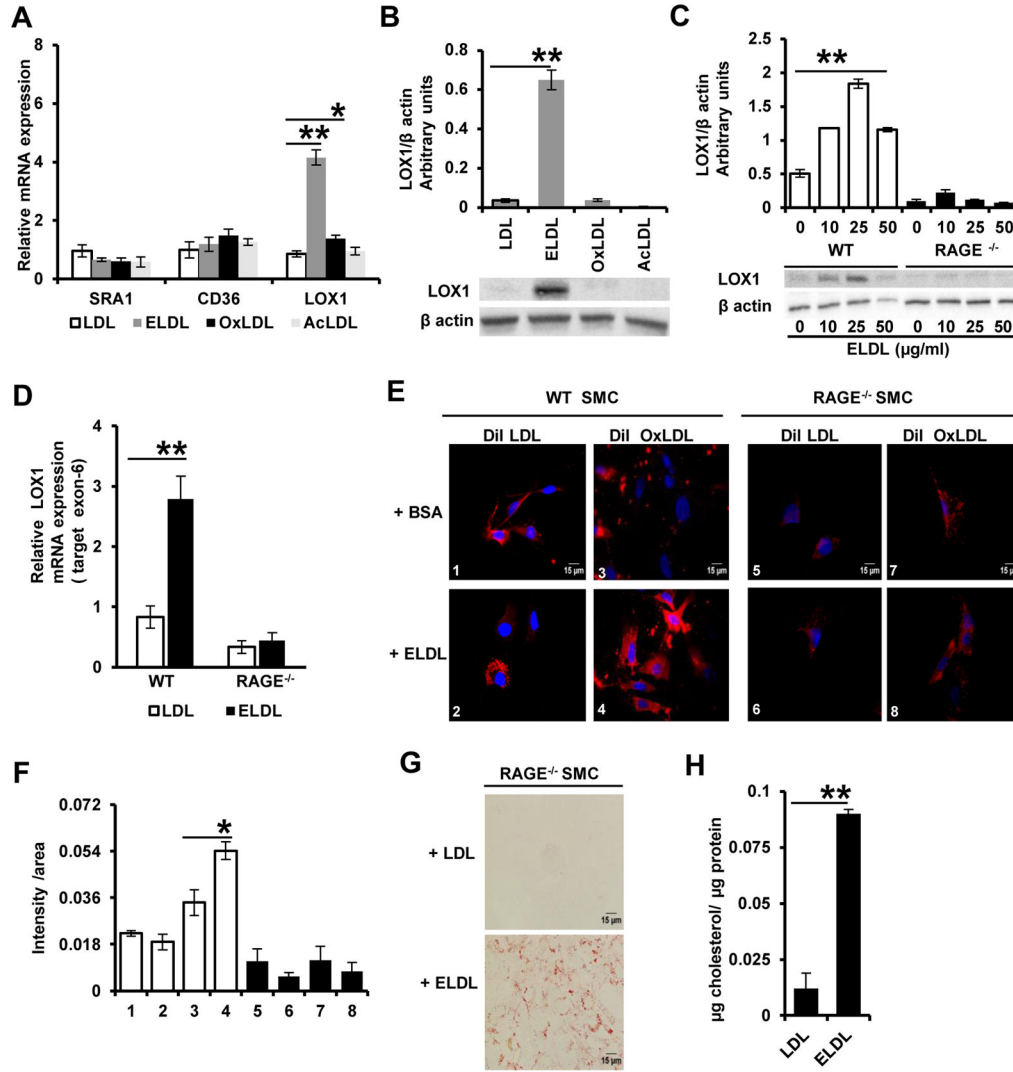 A
Relative mRNA expression
8
6
4
2
0
*
**
SRA1 CD36 LOX1
LDL ELDL OxLDL AcLDL
B
LOX1/β actin
Arbitrary units
0.8
0.6
0.4
0.2
0
**
LDL ELDL OxLDL AcLDL
LOX1
β actin
C
LOX1/β actin
Arbitrary units
2.5
2
1.5
1
0.5
0
**
0 10 25 50 0 10 25 50
WT RAGE -/-
LOX1
β actin
0 10 25 50 0 10 25 50
ELDL (μg/ml)
D
Relative LOX1
mRNA expression
( target exon-6)
4
3
2
1
0
**
WT RAGE-/-
LDL ELDL
E
WT SMC RAGE-/- SMC
Dil LDL Dil OxLDL Dil LDL Dil OxLDL
+ BSA
1 15 μm 3 15 μm 5 15 μm 7 15 μm
+ ELDL
2 4 6 8
F
Intensity /area
0.072
0.054
0.036
0.018
0
*
1 2 3 4 5 6 7 8
G
RAGE-/- SMC
+ LDL
15 μm
+ ELDL
15 μm
H
μg cholesterol/ μg protein
0.1
0.075
0.05
0.025
0
**
LDL ELDL